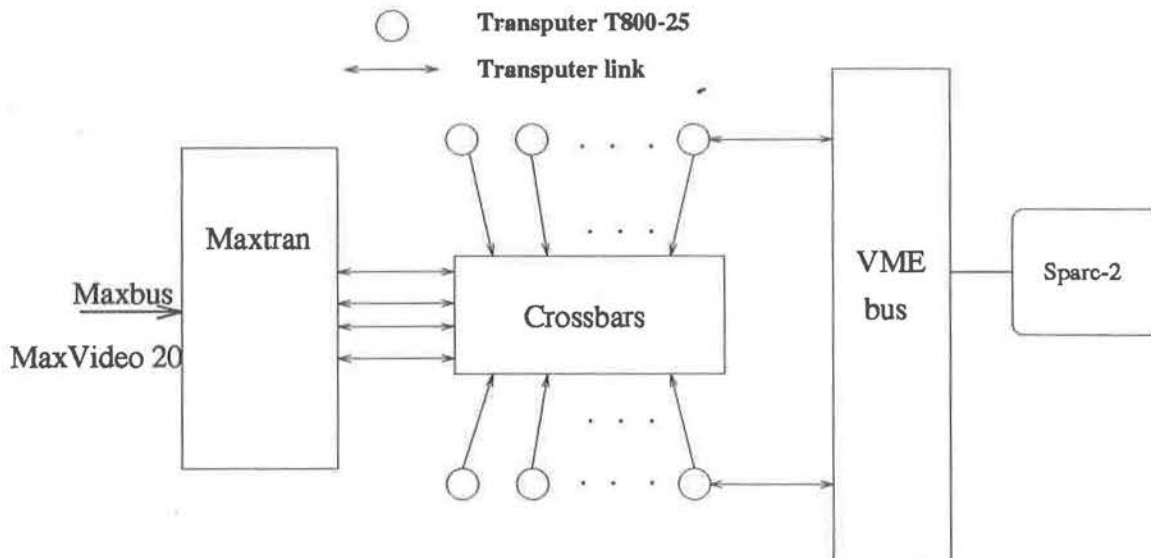 Transputer T800-25
Transputer link
Maxtran
Maxbus
MaxVideo 20
Crossbars
VME
bus
Sparc-2